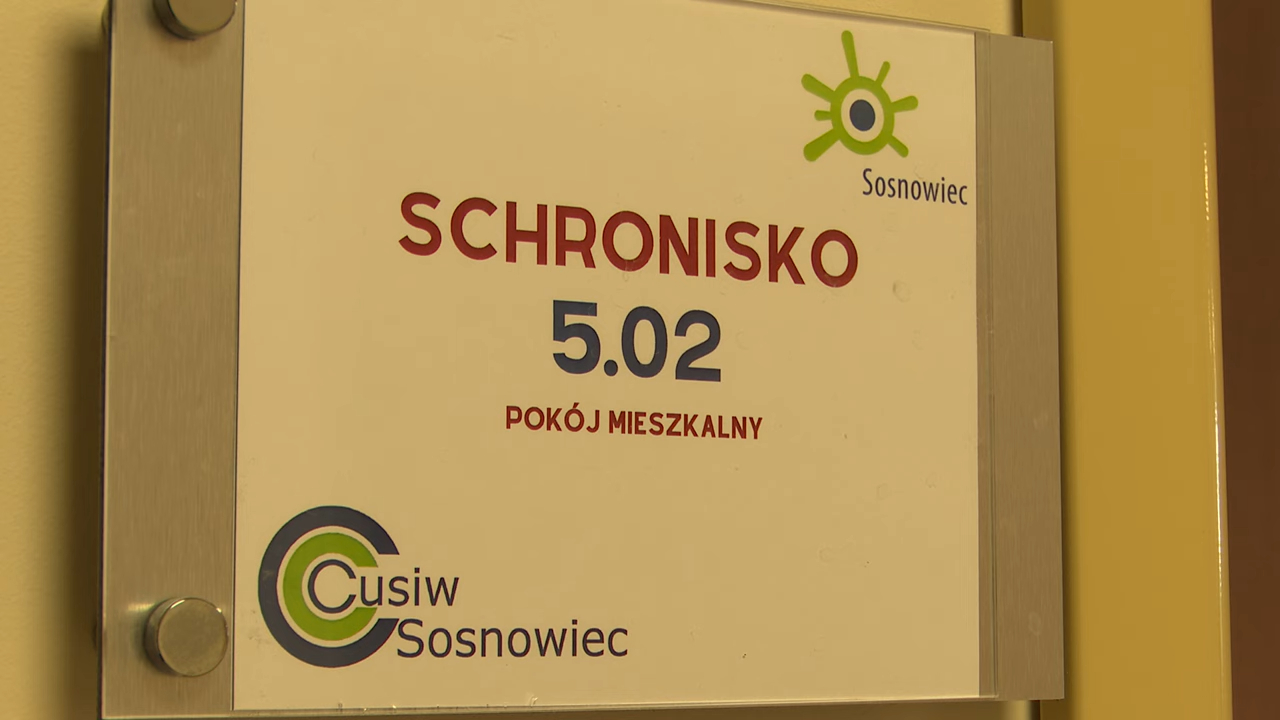 Sosnowiec
SCHRONISKO
5.02
POKÓJ MIESZKALNY
Cusiw
Sosnowiec